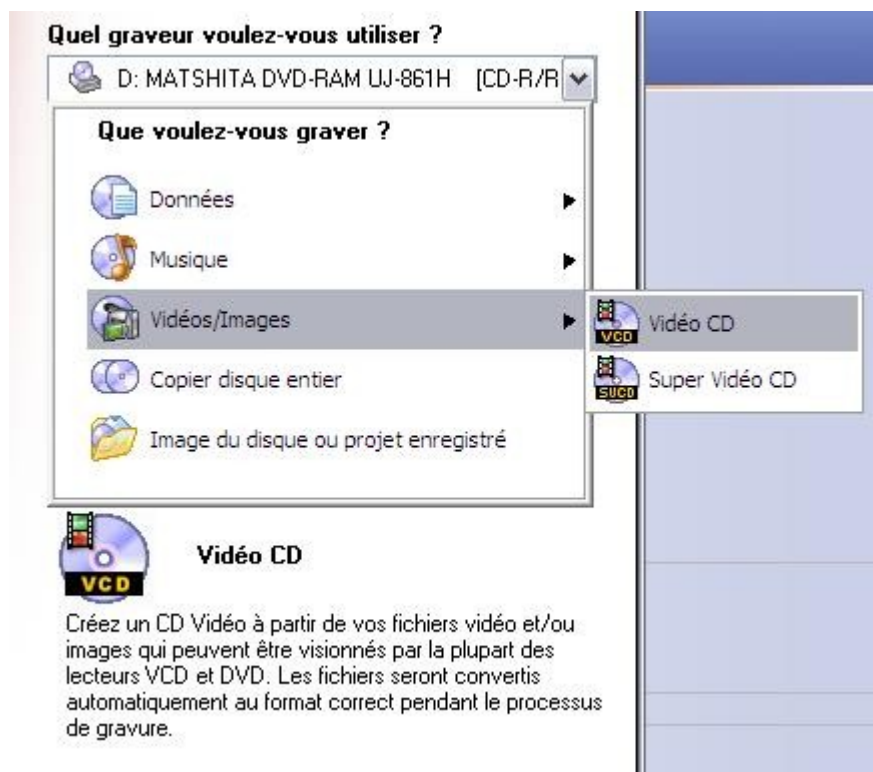 Quel graveur voulez-vous utiliser ?
D: MATSHITA DVD-RAM UJ-861H [CD-R/R
Que voulez-vous graver ?
Données
Musique
Vidéos/Images
VCD
Vidéo CD
Copier disque entier
SVCD
Super Vidéo CD
Image du disque ou projet enregistré
VCD
Vidéo CD
Créez un CD Vidéo à partir de vos fichiers vidéo et/ou
images qui peuvent être visionnés par la plupart des
lecteurs VCD et DVD. Les fichiers seront convertis
automatiquement au format correct pendant le processus
de gravure.